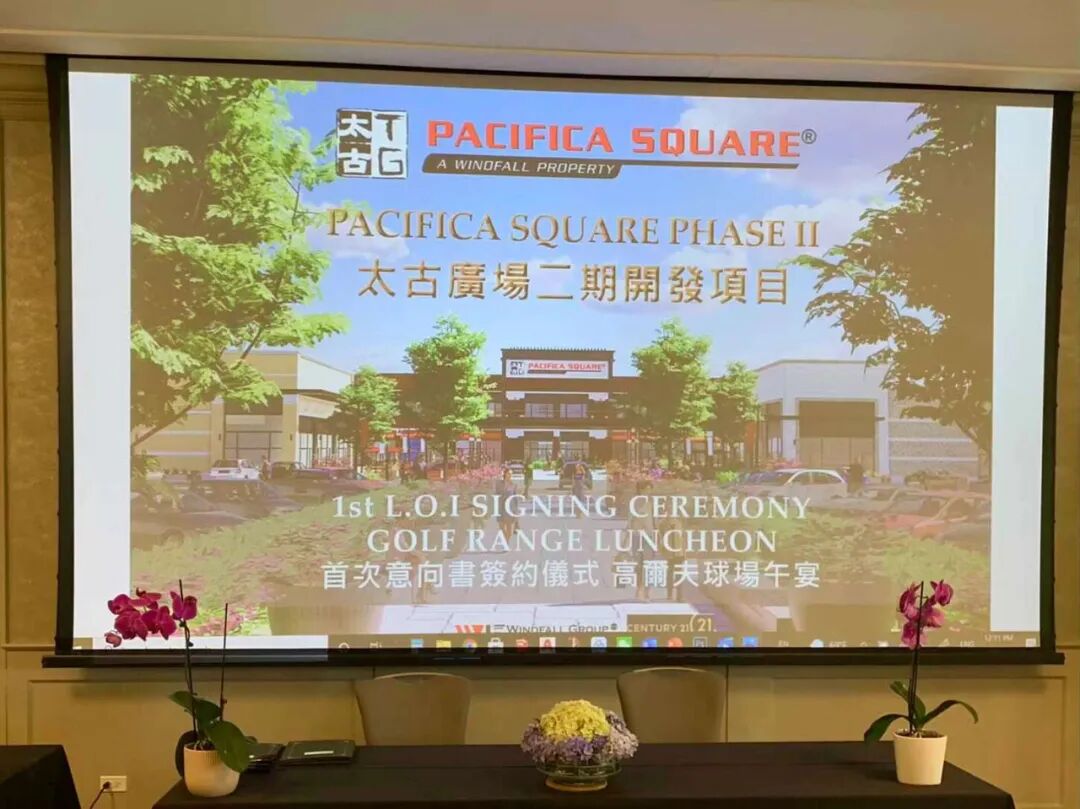 太古 TG
PACIFICA SQUARE®
A WINDFALL PROPERTY
PACIFICA SQUARE PHASE II
太古廣場二期開發項目
PACIFICA SQUARE®
1st L.O.I SIGNING CEREMONY
GOLF RANGE LUNCHEON
首次意向書簽約儀式 高爾夫球場午宴
WINDFALL GROUP® CENTURY 21